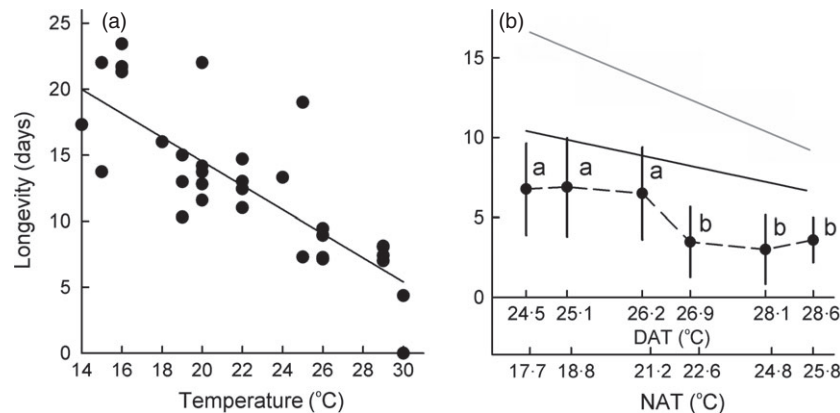 (a)
25
20
15
10
5
0
Longevity (days)
14 16 18 20 22 24 26 28 30
Temperature (°C)
(b)
15
10
5
0
a a a b b b
24·5 25·1 26·2 26·9 28·1 28·6
DAT (°C)
17·7 18·8 21·2 22·6 24·8 25·8
NAT (°C)